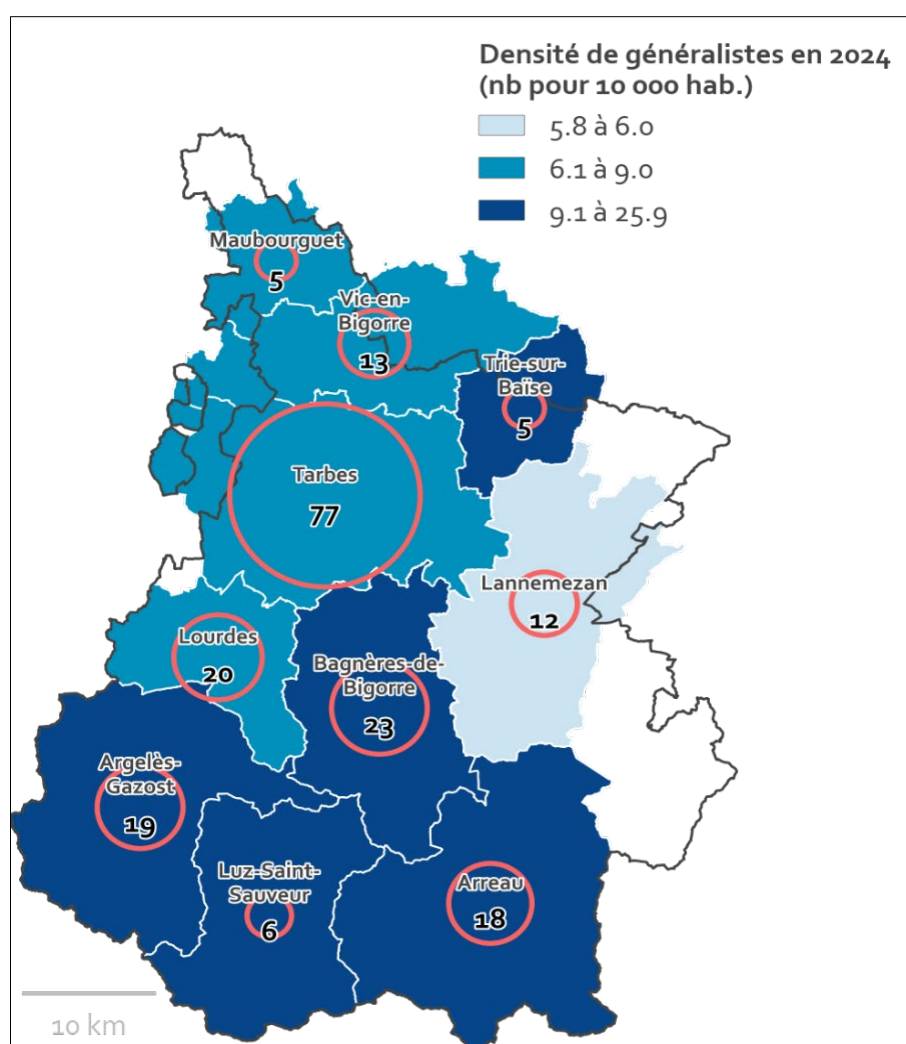 Densité de généralistes en 2024
(nb pour 10 000 hab.)
5.8 à 6.0
6.1 à 9.0
9.1 à 25.9
Maubourguet
5
Vic-en-
Bigorre
13
Trie-sur-
Baïse
5
Tarbes
77
Lannemezan
12
Lourdes
20
Bagnères-de-
Bigorre
23
Argelès-
Gazost
19
Luz-Saint-
Sauveur
6
Arreau
18
10 km